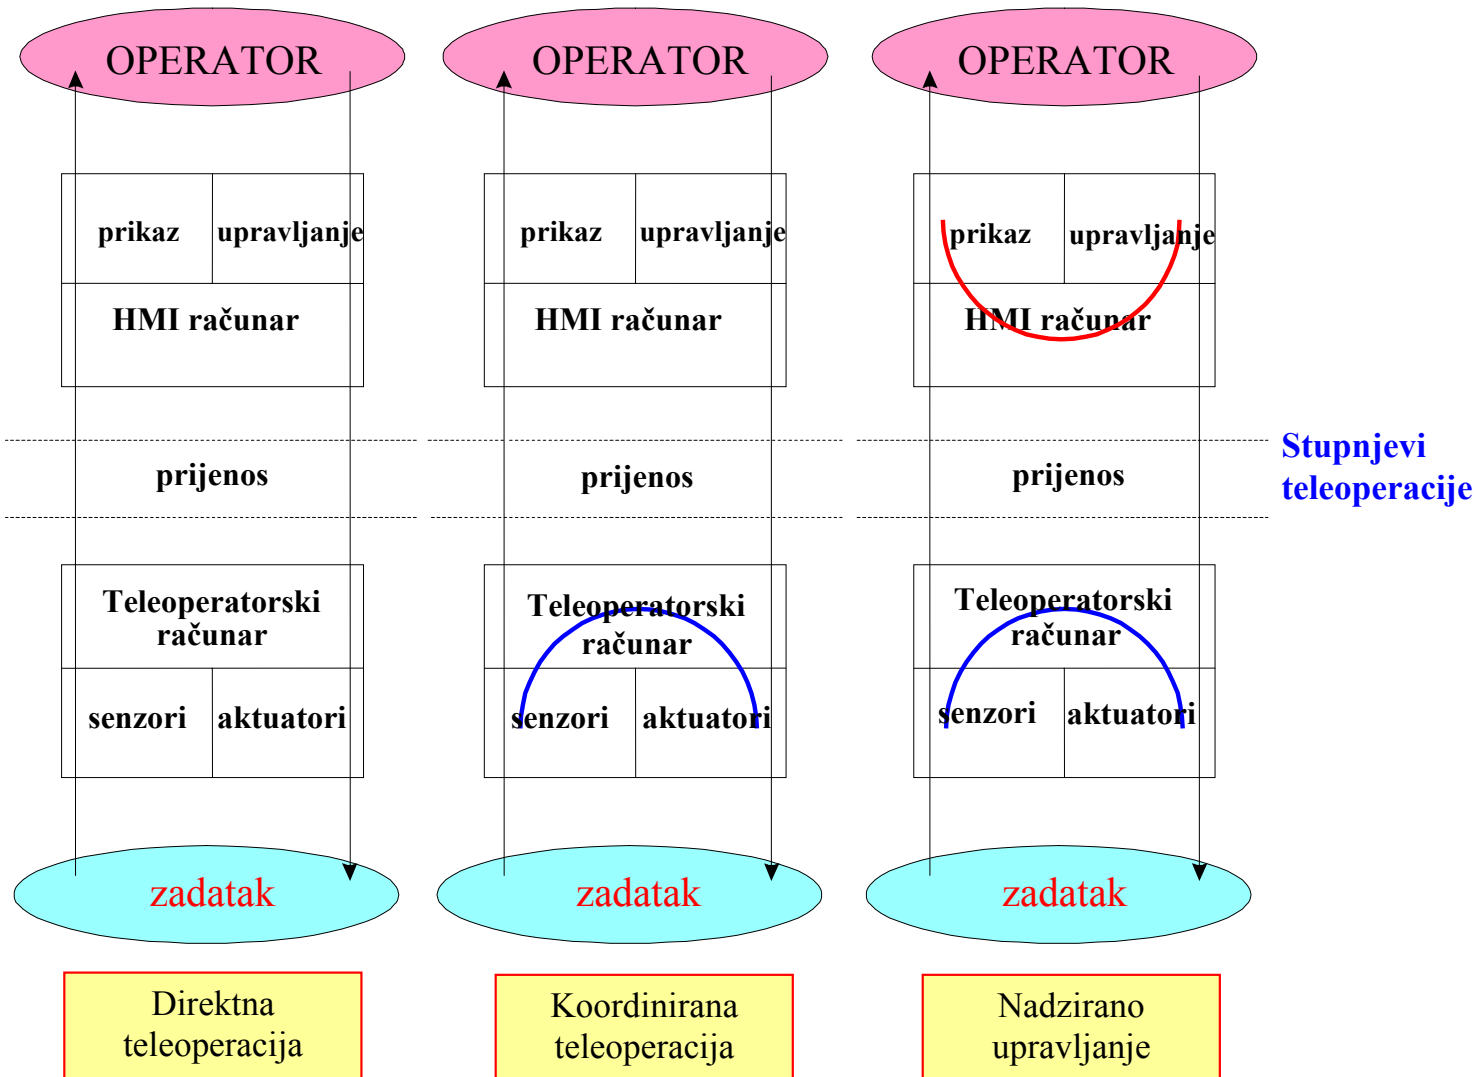 OPERATOR
prikaz
upravljanje
HMI računar
prijenos
Teleoperatorski
računar
senzori
aktuatori
zadatak
Direktna
teleoperacija
OPERATOR
prikaz
upravljanje
HMI računar
prijenos
Teleoperatorski
računar
senzori
aktuatori
zadatak
Koordinirana
teleoperacija
OPERATOR
prikaz
upravljanje
HMI računar
prijenos
Teleoperatorski
računar
senzori
aktuatori
zadatak
Nadzirano
upravljanje
Stupnjevi
teleoperacije